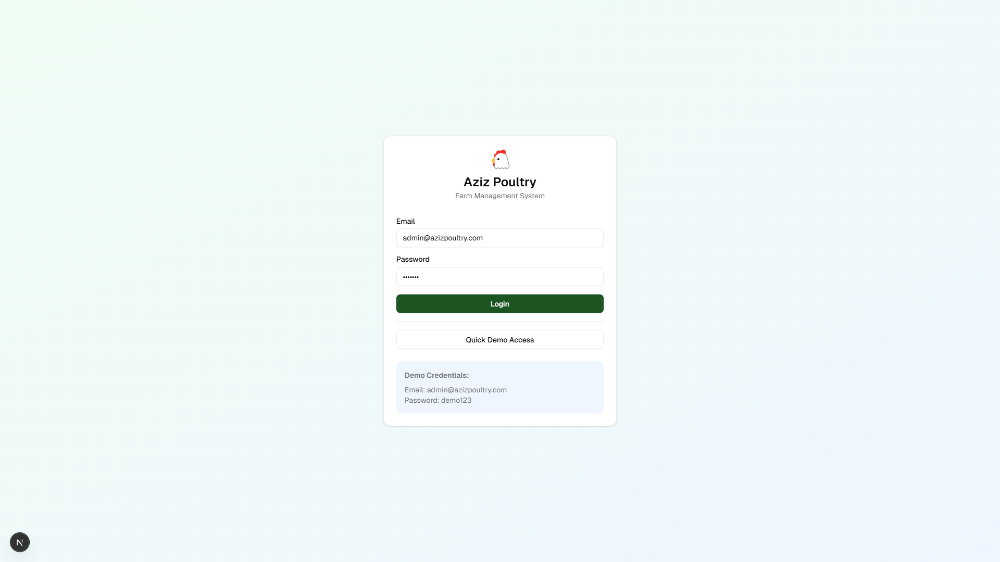 Aziz Poultry
Farm Management System
Email
admin@azizpoultry.com
Password
•••••••
Login
Quick Demo Access
Demo Credentials:
Email: admin@azizpoultry.com
Password: demo123
N